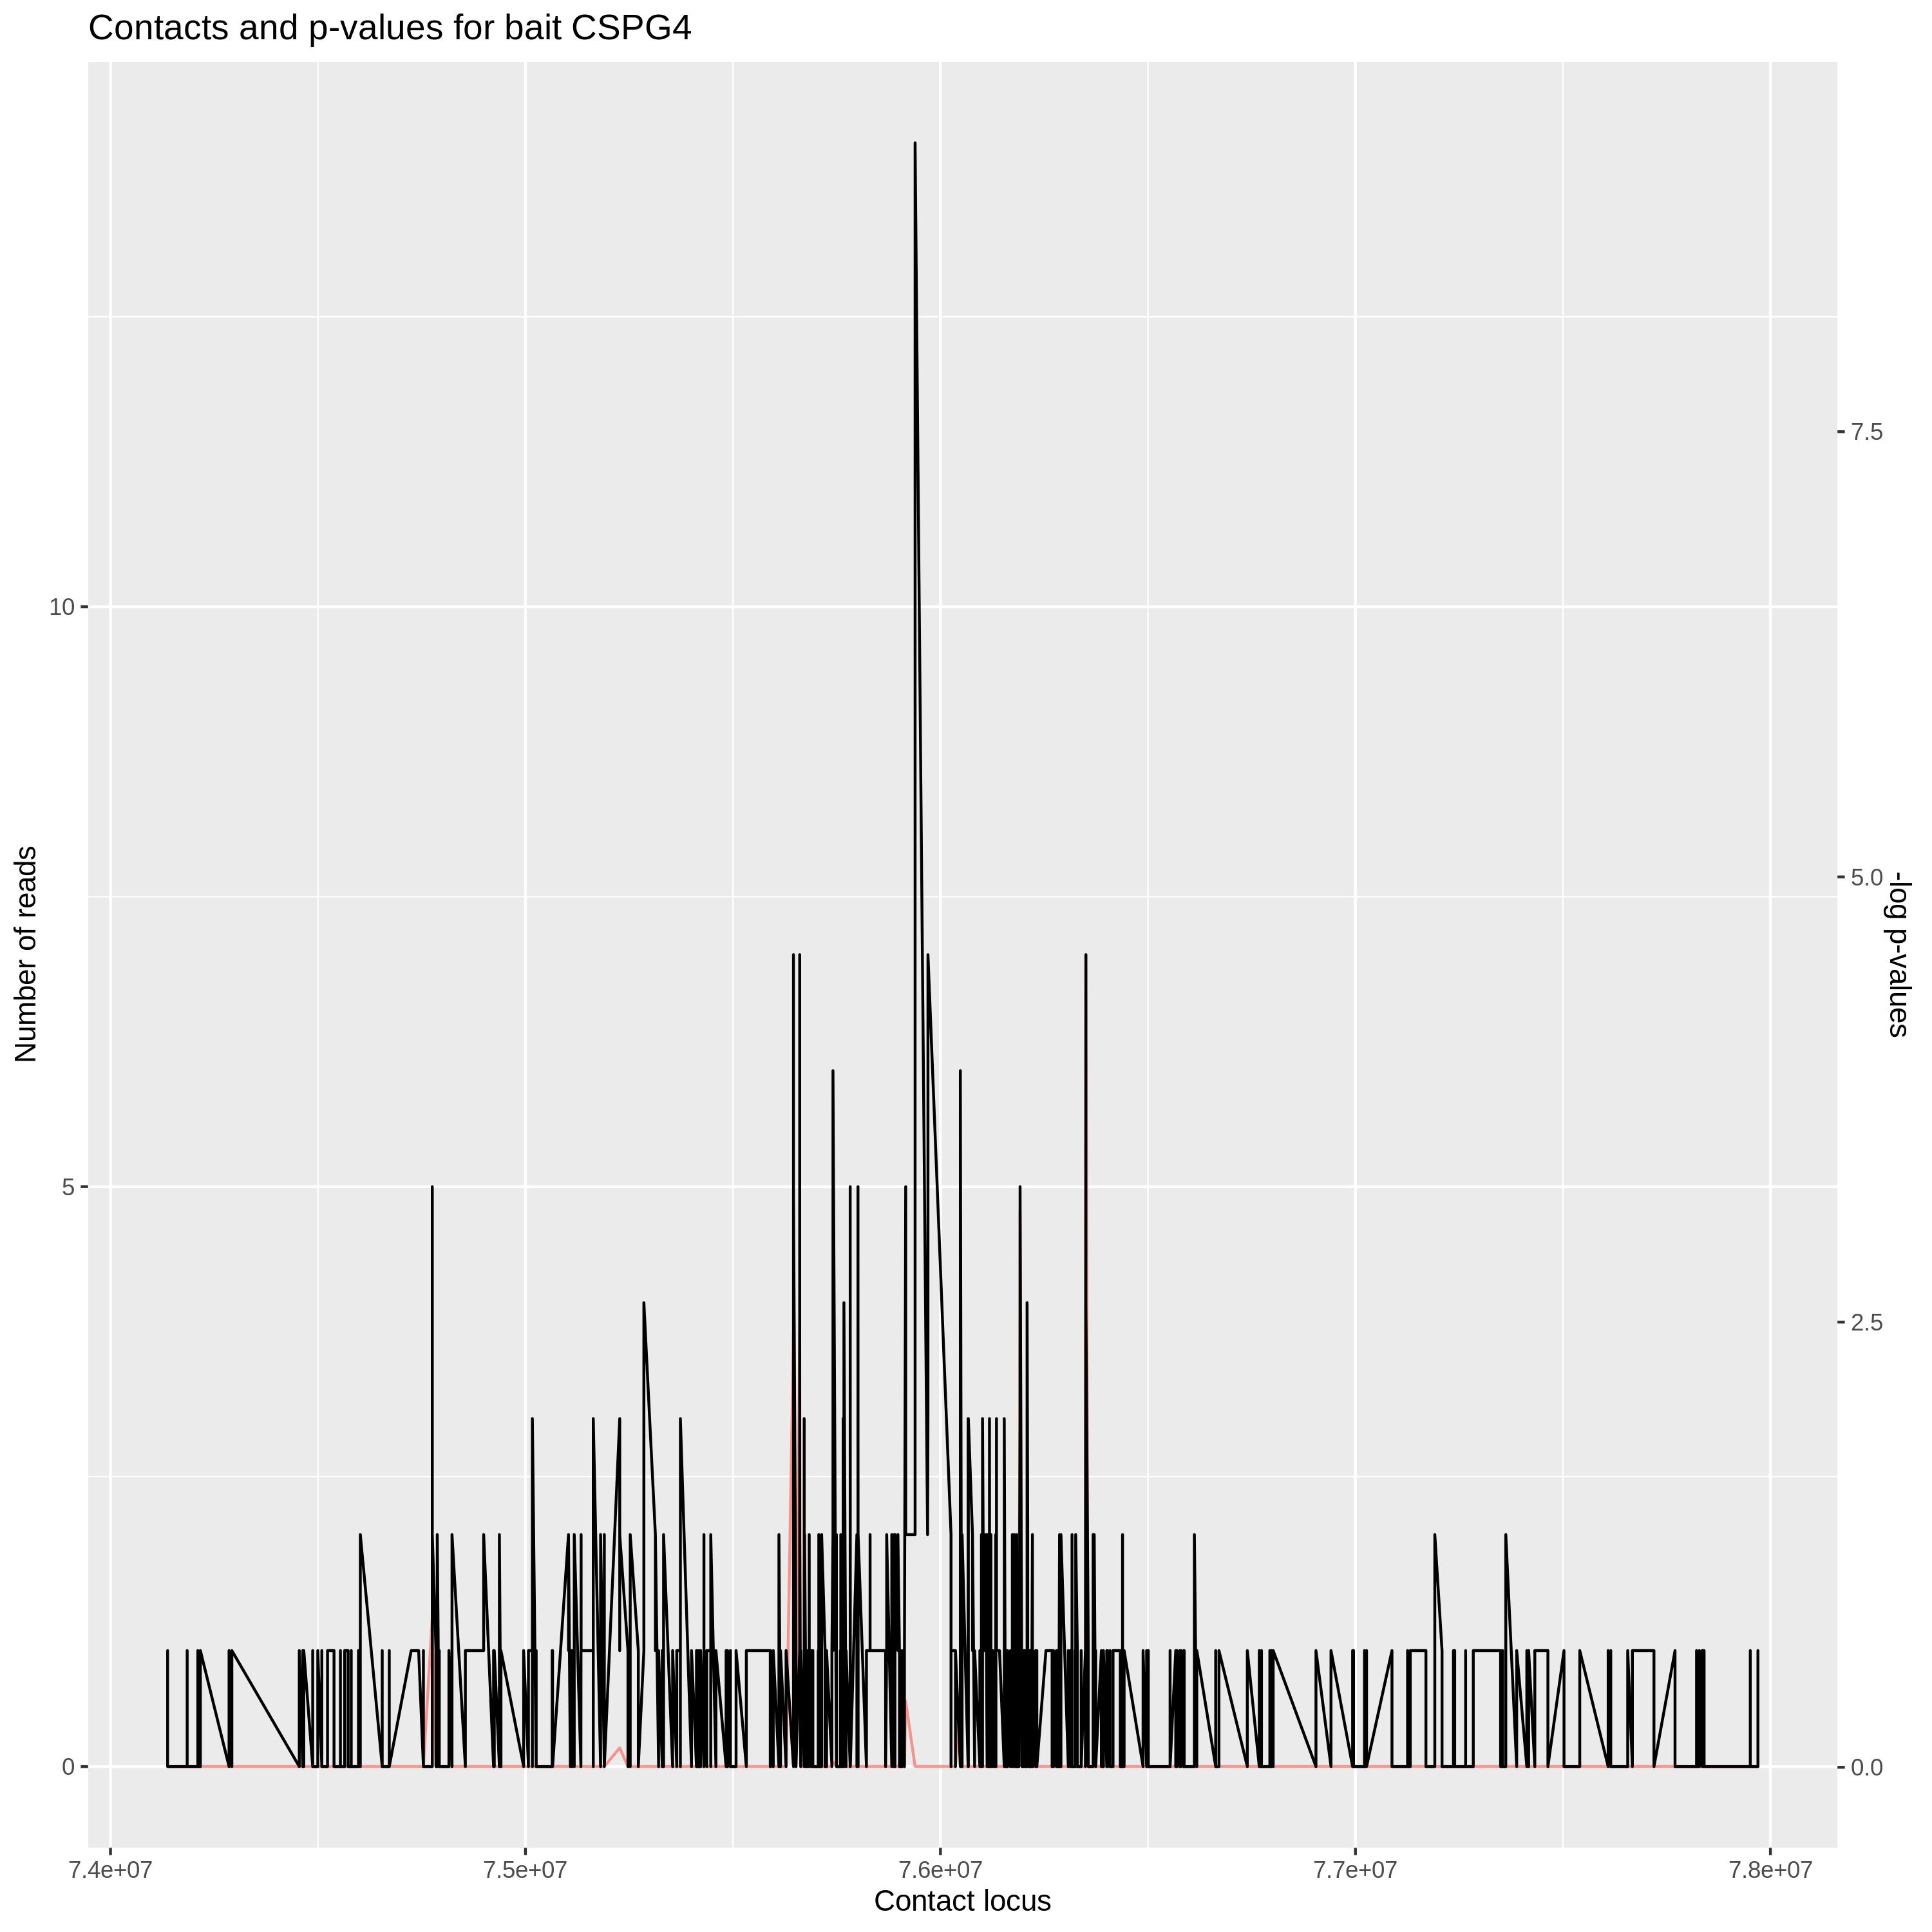 Contacts and p-values for bait CSPG4
10
5
0
Number of reads
7.5
5.0
2.5
0.0
-log p-values
7.4e+07 7.5e+07 7.6e+07 7.7e+07 7.8e+07
Contact locus